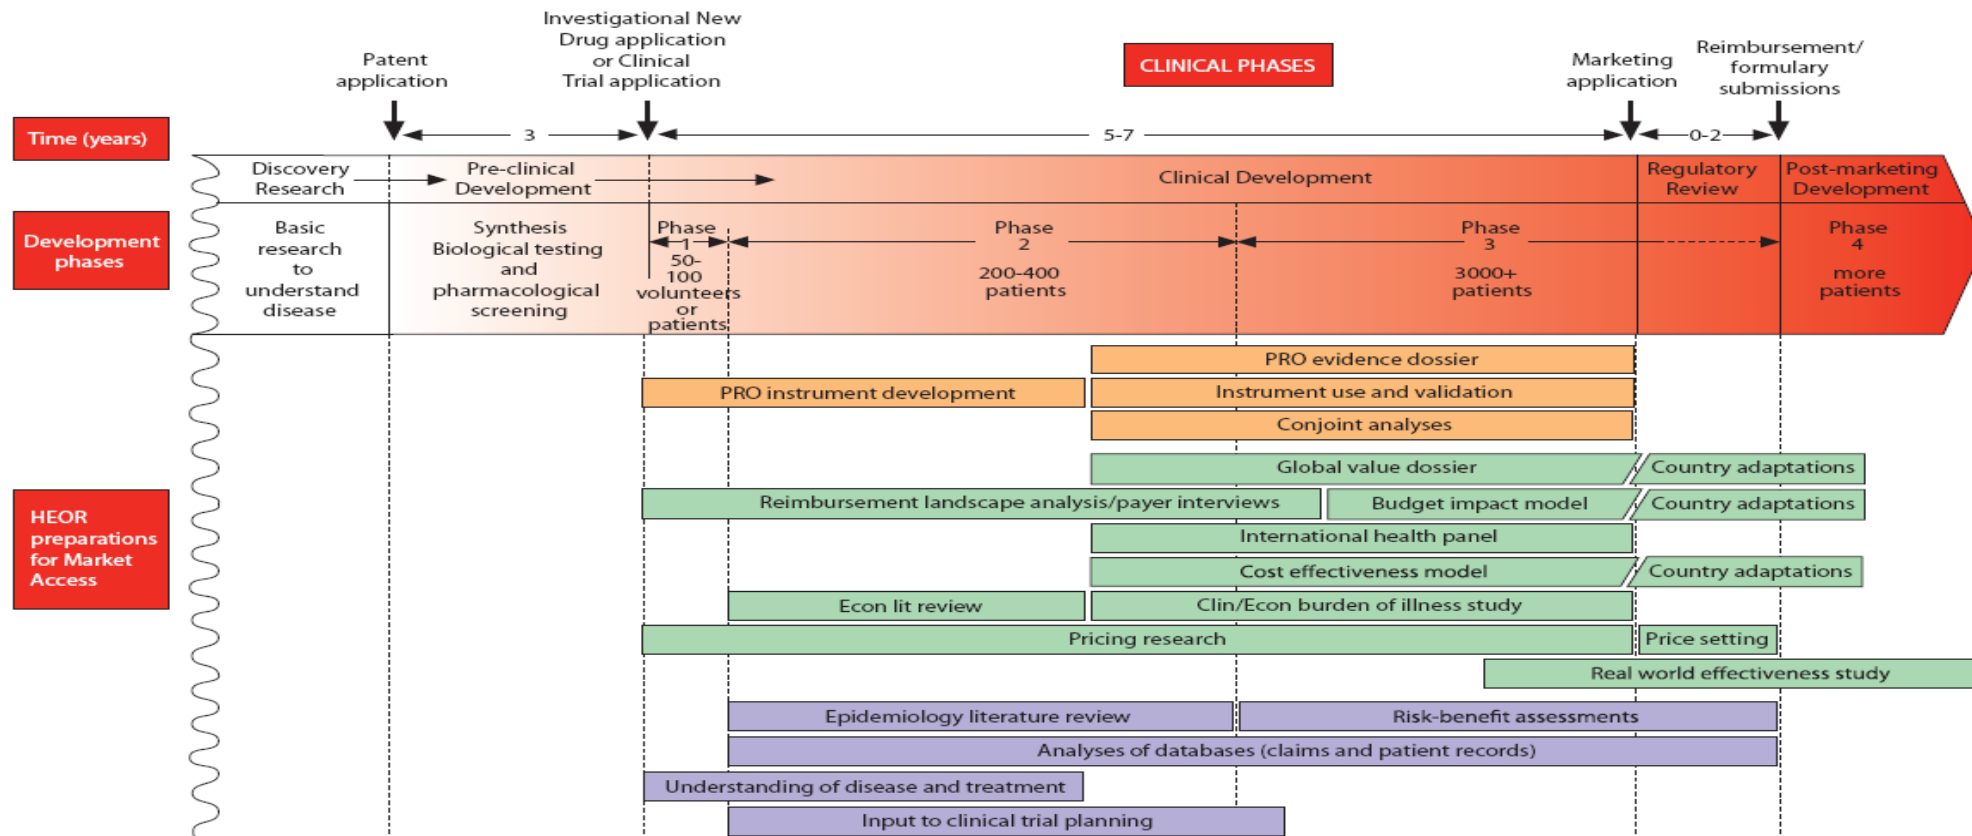 Investigational New
Drug application
or Clinical
Trial application
Patent
application
CLINICAL PHASES
Marketing
application
Reimbursement/
formulary
submissions
Time (years)
3
5-7
0-2
Discovery
Research
Pre-clinical
Development
Clinical Development
Regulatory
Review
Post-marketing
Development
Development
phases
Basic
research
to
understand
disease
Synthesis
Biological testing
and
pharmacological
screening
Phase
1
50-
100
volunteers
or
patients
Phase
2
200-400
patients
Phase
3
3000+
patients
Phase
4
more
patients
HEOR
preparations
for Market
Access
PRO evidence dossier
PRO instrument development
Instrument use and validation
Conjoint analyses
Global value dossier
Country adaptations
Reimbursement landscape analysis/payer interviews
Budget impact model
Country adaptations
International health panel
Cost effectiveness model
Country adaptations
Econ lit review
Clin/Econ burden of illness study
Pricing research
Price setting
Real world effectiveness study
Epidemiology literature review
Risk-benefit assessments
Analyses of databases (claims and patient records)
Understanding of disease and treatment
Input to clinical trial planning